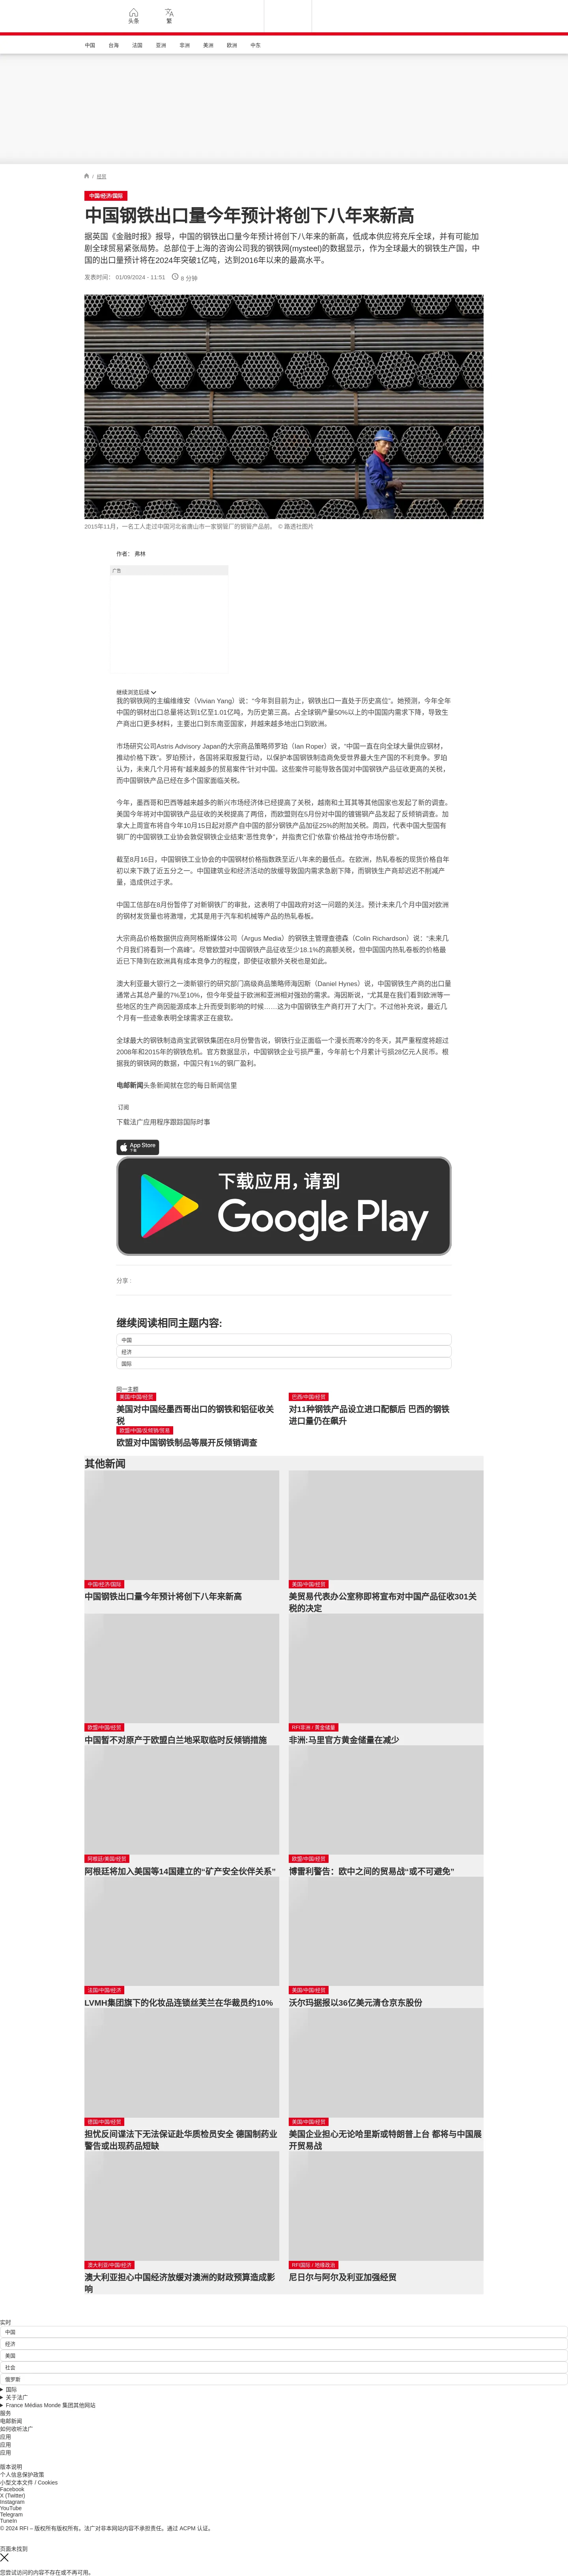 头条
繁
中国
台海
法国
亚洲
非洲
美洲
欧洲
中东
/ 经贸
中国/经济/国际
中国钢铁出口量今年预计将创下八年来新高
据英国《金融时报》报导，中国的钢铁出口量今年预计将创下八年来的新高，低成本供应将充斥全球，并有可能加
剧全球贸易紧张局势。总部位于上海的咨询公司我的钢铁网(mysteel)的数据显示，作为全球最大的钢铁生产国，中
国的出口量预计将在2024年突破1亿吨，达到2016年以来的最高水平。
发表时间： 01/09/2024 - 11:51
8 分钟
2015年11月，一名工人走过中国河北省唐山市一家钢管厂的钢管产品前。 © 路透社图片
作者： 弗林
广告
继续浏览后续
我的钢铁网的主编维维安（Vivian Yang）说："今年到目前为止，钢铁出口一直处于历史高位"。她预测，今年全年
中国的钢材出口总量将达到1亿至1.01亿吨，为历史第三高。占全球钢产量50%以上的中国国内需求下降，导致生
产商出口更多材料，主要出口到东南亚国家，并越来越多地出口到欧洲。
市场研究公司Astris Advisory Japan的大宗商品策略师罗珀（Ian Roper）说，“中国一直在向全球大量供应钢材，
推动价格下跌”。罗珀预计，各国将采取报复行动，以保护本国钢铁制造商免受世界最大生产国的不利竞争。罗珀
认为，未来几个月将有“越来越多的贸易案件”针对中国。这些案件可能导致各国对中国钢铁产品征收更高的关税，
而中国钢铁产品已经在多个国家面临关税。
今年，墨西哥和巴西等越来越多的新兴市场经济体已经提高了关税，越南和土耳其等其他国家也发起了新的调查。
美国今年将对中国钢铁产品征收的关税提高了两倍，而欧盟则在5月份对中国的镀锡钢产品发起了反倾销调查。加
拿大上周宣布将自今年10月15日起对原产自中国的部分钢铁产品加征25%的附加关税。周四，代表中国大型国有
钢厂的中国钢铁工业协会敦促钢铁企业结束“恶性竞争”，并指责它们“依靠‘价格战’抢夺市场份额”。
截至8月16日，中国钢铁工业协会的中国钢材价格指数跌至近八年来的最低点。在欧洲，热轧卷板的现货价格自年
初以来下跌了近五分之一。中国建筑业和经济活动的放缓导致国内需求急剧下降，而钢铁生产商却迟迟不削减产
量，造成供过于求。
中国工信部在8月份暂停了对新钢铁厂的审批，这表明了中国政府对这一问题的关注。预计未来几个月中国对欧洲
的钢材发货量也将激增，尤其是用于汽车和机械等产品的热轧卷板。
大宗商品价格数据供应商阿格斯媒体公司（Argus Media）的钢铁主管理查德森（Colin Richardson）说：“未来几
个月我们将看到一个高峰”。尽管欧盟对中国钢铁产品征收至少18.1%的高额关税，但中国国内热轧卷板的价格最
近已下降到在欧洲具有成本竞争力的程度，即便征收额外关税也是如此。
澳大利亚最大银行之一澳新银行的研究部门高级商品策略师海因斯（Daniel Hynes）说，中国钢铁生产商的出口量
通常占其总产量的7%至10%，但今年受益于欧洲和亚洲相对强劲的需求。海因斯说，“尤其是在我们看到欧洲等一
些地区的生产商因能源成本上升而受到影响的时候……这为中国钢铁生产商打开了大门”。不过他补充说，最近几
个月有一些迹象表明全球需求正在疲软。
全球最大的钢铁制造商宝武钢铁集团在8月份警告说，钢铁行业正面临一个漫长而寒冷的冬天，其严重程度将超过
2008年和2015年的钢铁危机。官方数据显示，中国钢铁企业亏损严重，今年前七个月累计亏损28亿元人民币。根
据我的钢铁网的数据，中国只有1%的钢厂盈利。
电邮新闻头条新闻就在您的每日新闻信里
订阅
下载法广应用程序跟踪国际时事
App Store
下载
下载应用，请到
Google Play
分享 :
继续阅读相同主题内容:
中国
经济
国际
同一主题
美国/中国/经贸
美国对中国经墨西哥出口的钢铁和铝征收关
税
巴西/中国/经贸
对11种钢铁产品设立进口配额后 巴西的钢铁
进口量仍在飙升
欧盟/中国/反倾销/贸易
欧盟对中国钢铁制品等展开反倾销调查
其他新闻
中国/经济/国际
中国钢铁出口量今年预计将创下八年来新高
美国/中国/经贸
美贸易代表办公室称即将宣布对中国产品征收301关
税的决定
欧盟/中国/经贸
中国暂不对原产于欧盟白兰地采取临时反倾销措施
RFI非洲 / 黄金储量
非洲:马里官方黄金储量在减少
阿根廷/美国/经贸
阿根廷将加入美国等14国建立的“矿产安全伙伴关系”
欧盟/中国/经贸
博雷利警告：欧中之间的贸易战“或不可避免”
法国/中国/经济
LVMH集团旗下的化妆品连锁丝芙兰在华裁员约10%
美国/中国/经贸
沃尔玛据报以36亿美元清仓京东股份
德国/中国/经贸
担忧反间谍法下无法保证赴华质检员安全 德国制药业
警告或出现药品短缺
美国/中国/经贸
美国企业担心无论哈里斯或特朗普上台 都将与中国展
开贸易战
澳大利亚/中国/经济
澳大利亚担心中国经济放缓对澳洲的财政预算造成影
响
RFI国际 / 地缘政治
尼日尔与阿尔及利亚加强经贸
实时
中国
经济
美国
社会
俄罗斯
国际
关于法广
France Médias Monde 集团其他网站
服务
电邮新闻
如何收听法广
应用
应用
应用
版本说明
个人信息保护政策
小型文本文件 / Cookies
Facebook
X (Twitter)
Instagram
YouTube
Telegram
TuneIn
© 2024 RFI – 版权所有版权所有。法广对非本网站内容不承担责任。通过 ACPM 认证。
页面未找到
您尝试访问的内容不存在或不再可用。